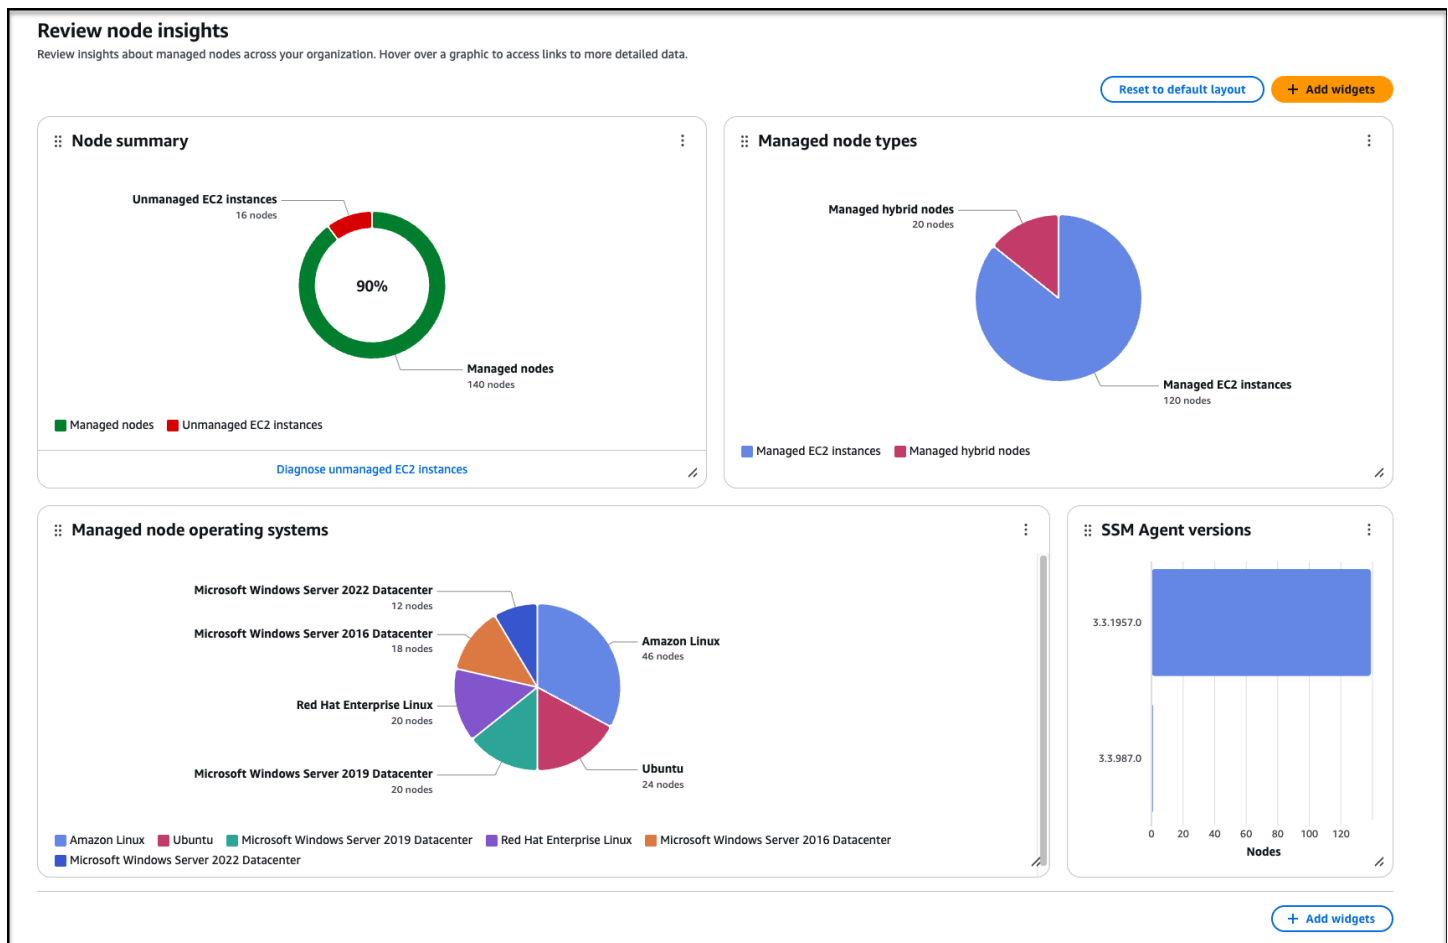 Review node insights
Review insights about managed nodes across your organization. Hover over a graphic to access links to more detailed data.
Reset to default layout
+ Add widgets
Node summary
Unmanaged EC2 instances
16 nodes
90%
Managed nodes
140 nodes
Managed nodes
Unmanaged EC2 instances
Diagnose unmanaged EC2 instances
Managed node types
Managed hybrid nodes
20 nodes
Managed EC2 instances
120 nodes
Managed EC2 instances
Managed hybrid nodes
Managed node operating systems
Microsoft Windows Server 2022 Datacenter
12 nodes
Microsoft Windows Server 2016 Datacenter
18 nodes
Amazon Linux
46 nodes
Red Hat Enterprise Linux
20 nodes
Microsoft Windows Server 2019 Datacenter
20 nodes
Ubuntu
24 nodes
Amazon Linux
Ubuntu
Microsoft Windows Server 2019 Datacenter
Red Hat Enterprise Linux
Microsoft Windows Server 2016 Datacenter
Microsoft Windows Server 2022 Datacenter
SSM Agent versions
3.3.1957.0
3.3.987.0
0 20 40 60 80 100 120
Nodes
+ Add widgets